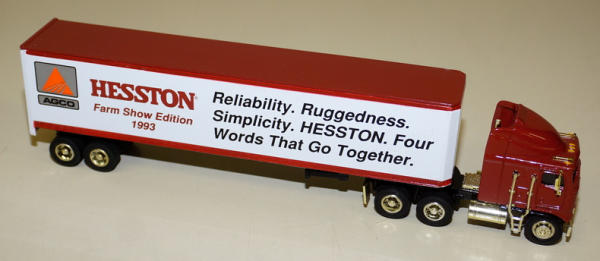 AGCO
HESSTON®
Farm Show Edition
1993
Reliability. Ruggedness.
Simplicity. HESSTON. Four
Words That Go Together.